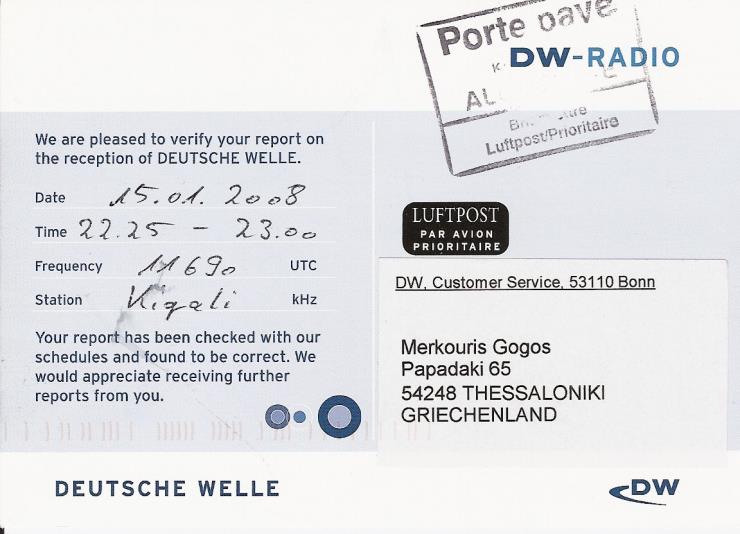 Porte payé
DW-RADIO
Luftpost/Prioritaire
We are pleased to verify your report on
the reception of DEUTSCHE WELLE.
Date 15.01.2008
Time 22.25 - 23.00
Frequency 11690 UTC
Station Kigali kHz
Your report has been checked with our
schedules and found to be correct. We
would appreciate receiving further
reports from you.
LUFTPOST
PAR AVION
PRIORITAIRE
DW, Customer Service, 53110 Bonn
Merkouris Gogos
Papadaki 65
54248 THESSALONIKI
GRIECHENLAND
DEUTSCHE WELLE
DW